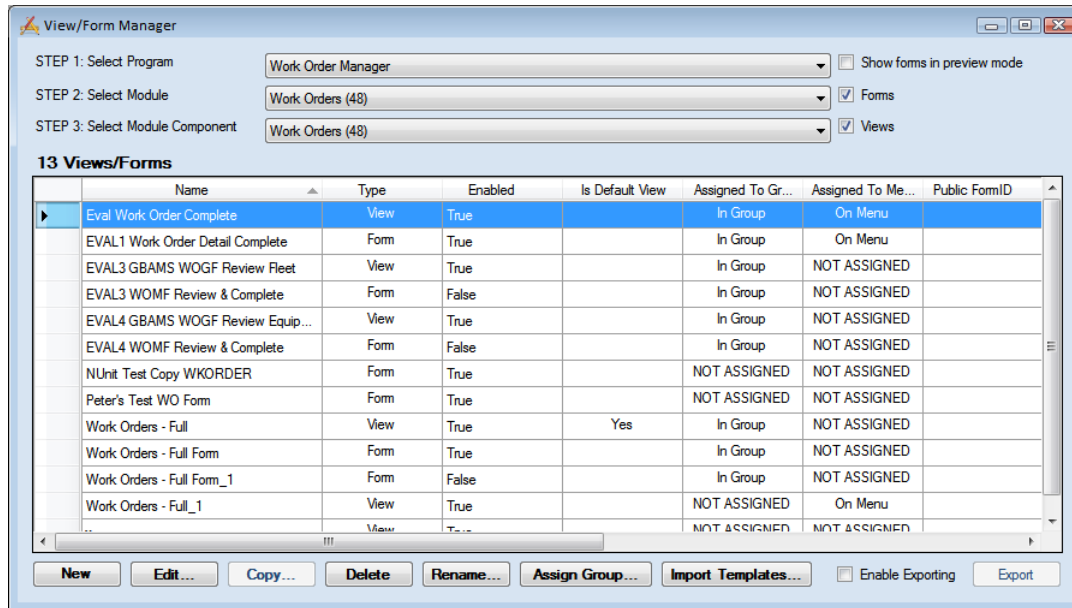 View/Form Manager
STEP 1: Select Program Work Order Manager Show forms in preview mode
STEP 2: Select Module Work Orders (48) Forms
STEP 3: Select Module Component Work Orders (48) Views
13 Views/Forms
Name Type Enabled Is Default View Assigned To Gr... Assigned To Me... Public FormID
Eval Work Order Complete View True In Group On Menu
EVAL1 Work Order Detail Complete Form True In Group On Menu
EVAL3 GBAMS WOGF Review Fleet View True In Group NOT ASSIGNED
EVAL3 WOMF Review & Complete Form False In Group NOT ASSIGNED
EVAL4 GBAMS WOGF Review Equip... View True In Group NOT ASSIGNED
EVAL4 WOMF Review & Complete Form False In Group NOT ASSIGNED
NUnit Test Copy WKORDER Form True NOT ASSIGNED NOT ASSIGNED
Peter's Test WO Form Form True NOT ASSIGNED NOT ASSIGNED
Work Orders - Full View True Yes In Group NOT ASSIGNED
Work Orders - Full Form Form True In Group NOT ASSIGNED
Work Orders - Full Form_1 Form False In Group NOT ASSIGNED
Work Orders - Full_1 View True NOT ASSIGNED On Menu
View True NOT ASSIGNED NOT ASSIGNED
New Edit... Copy... Delete Rename... Assign Group... Import Templates... Enable Exporting Export